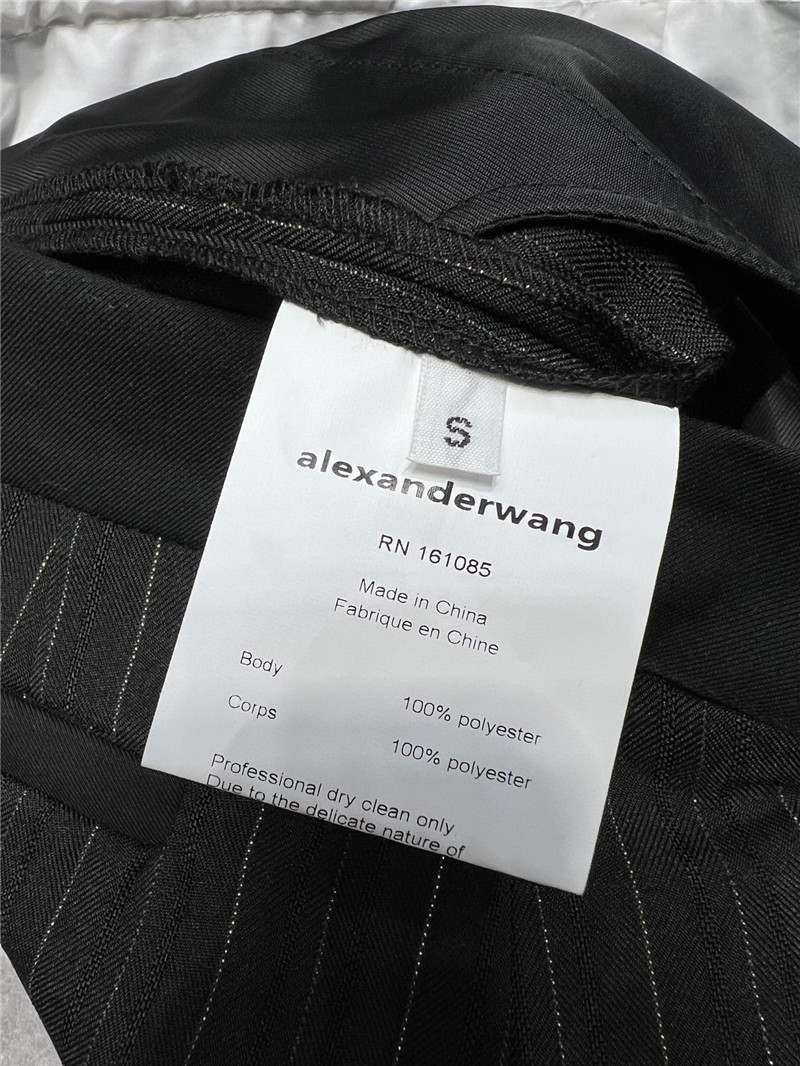 S
alexanderwang
RN 161085
Made in China
Fabrique en Chine
Body 100% polyester
Corps 100% polyester
Professional dry clean only
Due to the delicate nature of